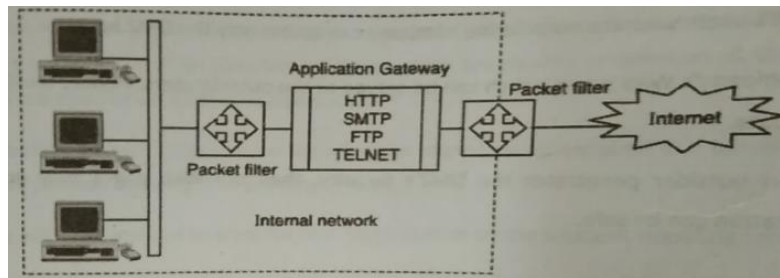 Application Gateway
HTTP
SMTP
FTP
TELNET
Packet filter
Packet filter
Internet
Internal network